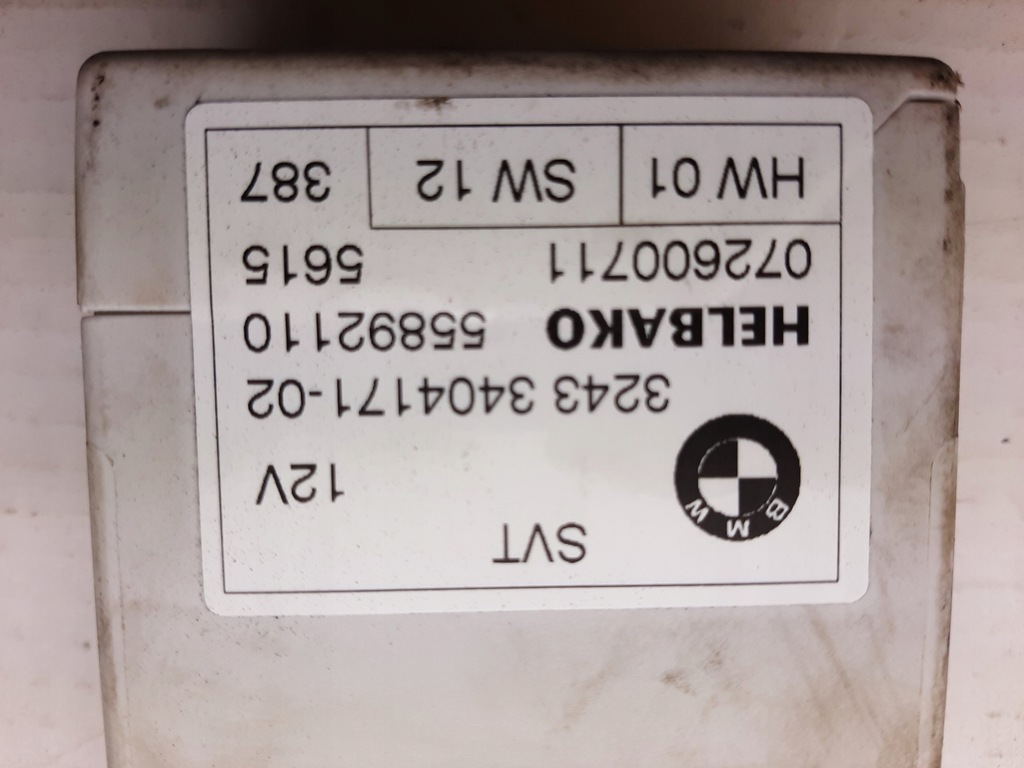 SVT
BMW
12V
3243 3404171-02
HELBAKO 55892110
072600711 5615
HW 01 SW 12 387